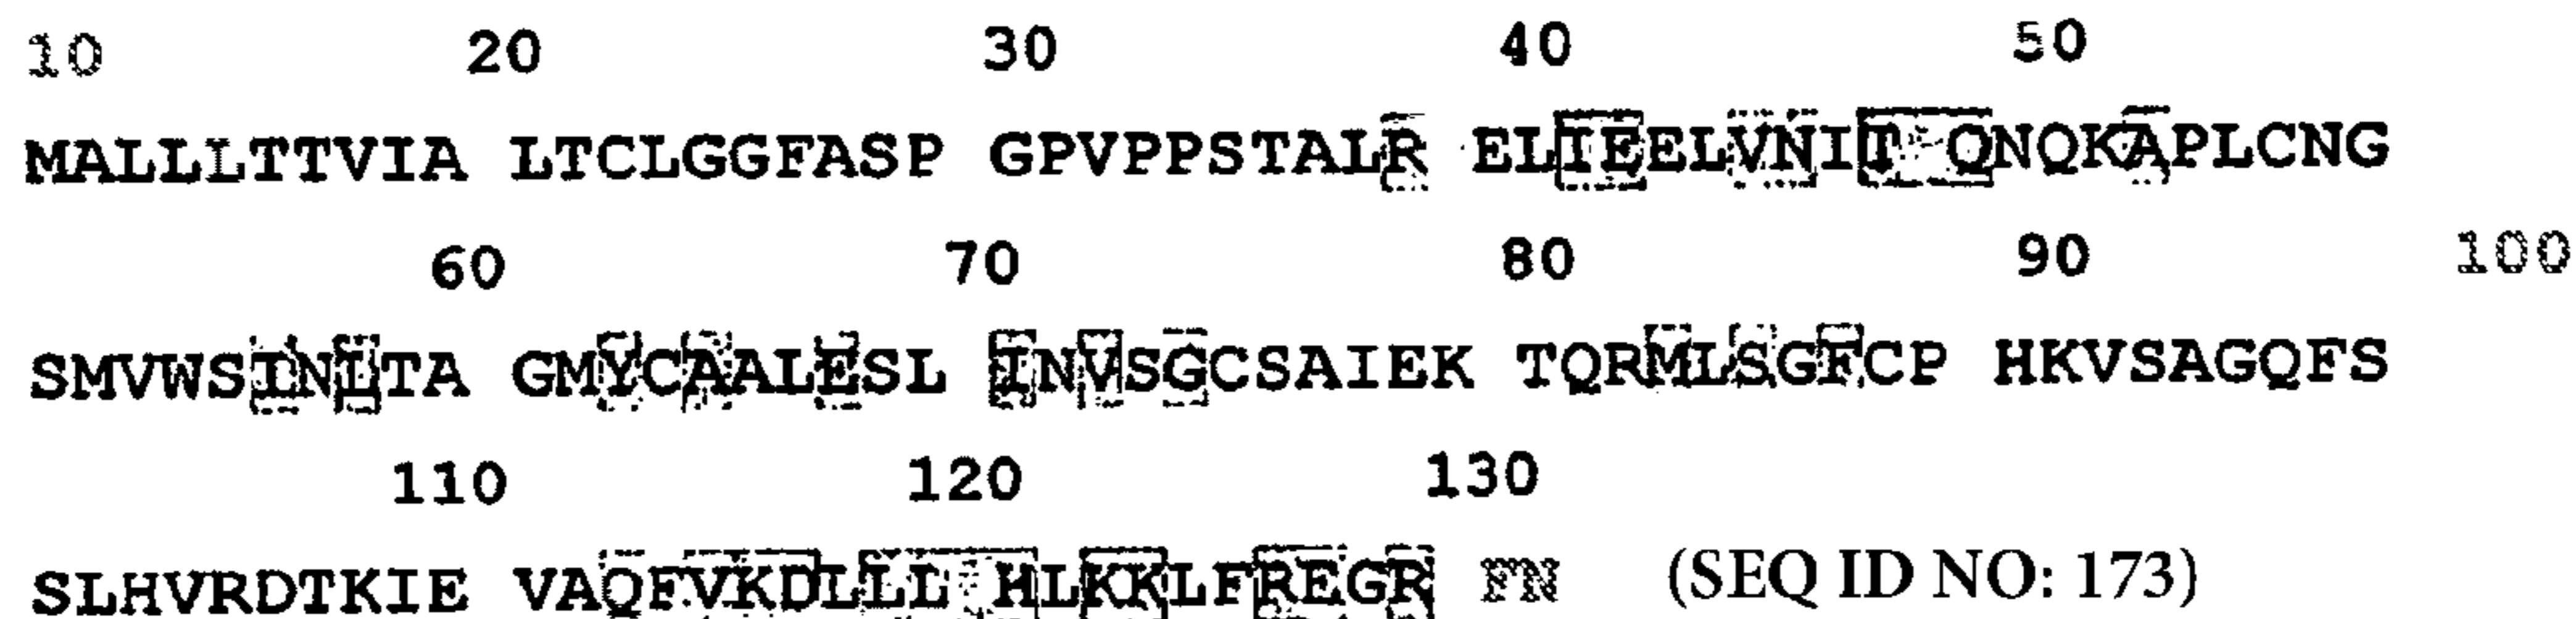 10 20 30 40 50
MALLLTTVIA LTCLGGFASP GPVPPSTALR ELIEELVNIT QNQKAPLCNG
60 70 80 90 100
SMVWSINLTA GMYCAALESL INVSGCSAIEK TQRMLSGFCP HKVSAGQFS
110 120 130
SLHVRDTKIE VAQFVKDLLL HLKKLFREGR FN (SEQ ID NO: 173)